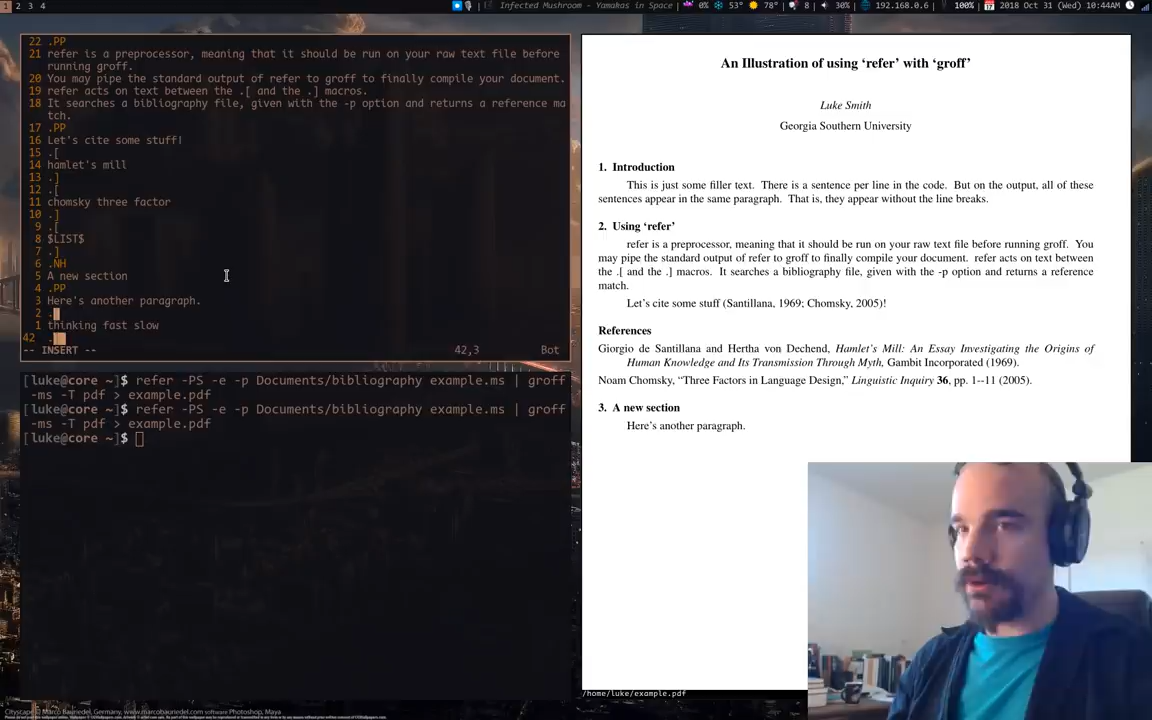 1 2 3 4 Infected Mushroom - Yamakas in Space 0% 53° 78° 8 30% 192.168.0.6 100% 2018 Oct 31 (Wed) 10:44AM
22 .PP
21 refer is a preprocessor, meaning that it should be run on your raw text file before
running groff.
20 You may pipe the standard output of refer to groff to finally compile your document.
19 refer acts on text between the .[ and the .] macros.
18 It searches a bibliography file, given with the -p option and returns a reference ma
tch.
17 .PP
16 Let's cite some stuff!
15 .[
14 hamlet's mill
13 .]
12 .[
11 chomsky three factor
10 .]
9 .[
8 $LIST$
7 .]
6 .NH
5 A new section
4 .PP
3 Here's another paragraph.
2 .[
1 thinking fast slow
42 .]
-- INSERT -- 42,3 Bot
[luke@core ~]$ refer -PS -e -p Documents/bibliography example.ms | groff
-ms -T pdf > example.pdf
[luke@core ~]$ refer -PS -e -p Documents/bibliography example.ms | groff
-ms -T pdf > example.pdf
[luke@core ~]$
An Illustration of using ‘refer’ with ‘groff’
Luke Smith
Georgia Southern University
1. Introduction
This is just some filler text. There is a sentence per line in the code. But on the output, all of these
sentences appear in the same paragraph. That is, they appear without the line breaks.
2. Using ‘refer’
refer is a preprocessor, meaning that it should be run on your raw text file before running groff. You
may pipe the standard output of refer to groff to finally compile your document. refer acts on text between
the .[ and the .] macros. It searches a bibliography file, given with the -p option and returns a reference
match.
Let’s cite some stuff (Santillana, 1969; Chomsky, 2005)!
References
Giorgio de Santillana and Hertha von Dechend, Hamlet’s Mill: An Essay Investigating the Origins of
Human Knowledge and Its Transmission Through Myth, Gambit Incorporated (1969).
Noam Chomsky, “Three Factors in Language Design,” Linguistic Inquiry 36, pp. 1--11 (2005).
3. A new section
Here’s another paragraph.
/home/luke/example.pdf